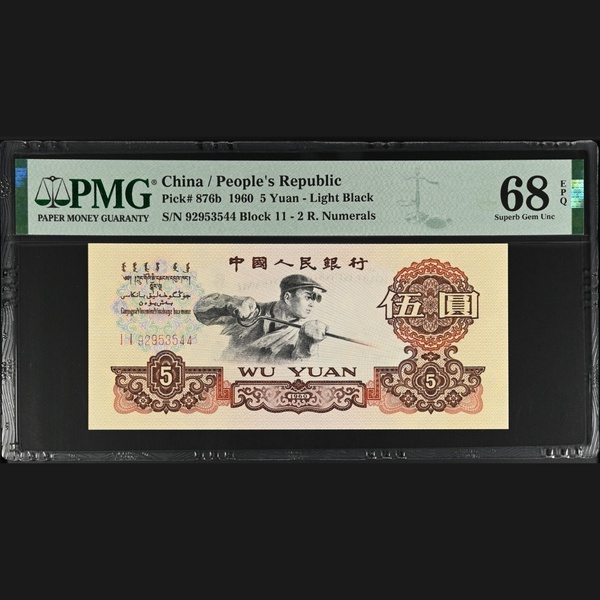 PMG®
PAPER MONEY GUARANTY
China / People's Republic
Pick# 876b 1960 5 Yuan - Light Black
S/N 92953544 Block 11 - 2 R. Numerals
68 EPQ
Superb Gem Unc
中國人民銀行
伍圓
I I 92953544
WU YUAN
5
1960
5